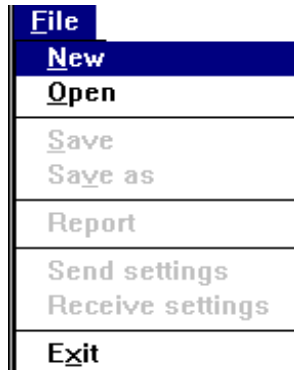 File
New
Open
Save
Save as
Report
Send settings
Receive settings
Exit